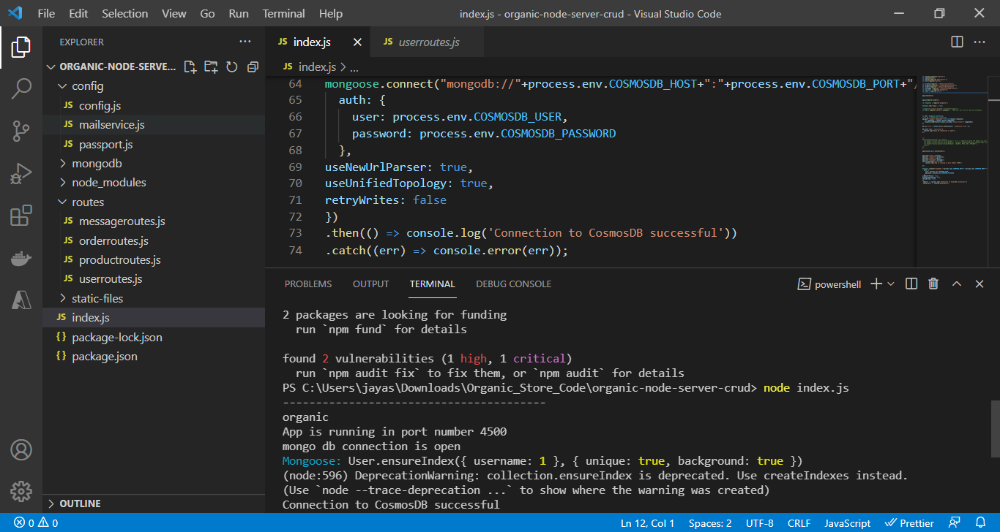 File Edit Selection View Go Run Terminal Help
index.js - organic-node-server-crud - Visual Studio Code
EXPLORER
ORGANIC-NODE-SERVE...
config
JS config.js
JS mailservice.js
JS passport.js
mongodb
node_modules
routes
JS messageroutes.js
JS orderroutes.js
JS productroutes.js
JS userroutes.js
static-files
JS index.js
{} package-lock.json
{} package.json
OUTLINE
JS index.js
JS userroutes.js
JS index.js > ...
64 mongoose.connect("mongodb://"+process.env.COSMOSDB_HOST+":"+process.env.COSMOSDB_PORT+"/
65 auth: {
66 user: process.env.COSMOSDB_USER,
67 password: process.env.COSMOSDB_PASSWORD
68 },
69 useNewUrlParser: true,
70 useUnifiedTopology: true,
71 retryWrites: false
72 })
73 .then(() => console.log('Connection to CosmosDB successful'))
74 .catch((err) => console.error(err));
PROBLEMS OUTPUT TERMINAL DEBUG CONSOLE
powershell
2 packages are looking for funding
run `npm fund` for details
found 2 vulnerabilities (1 high, 1 critical)
run `npm audit fix` to fix them, or `npm audit` for details
PS C:\Users\jayas\Downloads\Organic_Store_Code\organic-node-server-crud> node index.js
----------------------------------------
organic
App is running in port number 4500
mongo db connection is open
Mongoose: User.ensureIndex({ username: 1 }, { unique: true, background: true })
(node:596) DeprecationWarning: collection.ensureIndex is deprecated. Use createIndexes instead.
(Use `node --trace-deprecation ...` to show where the warning was created)
Connection to CosmosDB successful
0 0
Ln 12, Col 1 Spaces: 2 UTF-8 CRLF JavaScript Prettier